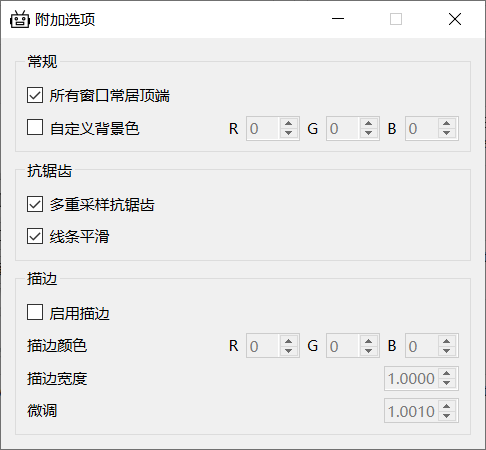 附加选项
常规
所有窗口常居顶端
自定义背景色 R 0 G 0 B 0
抗锯齿
多重采样抗锯齿
线条平滑
描边
启用描边
描边颜色 R 0 G 0 B 0
描边宽度 1.0000
微调 1.0010